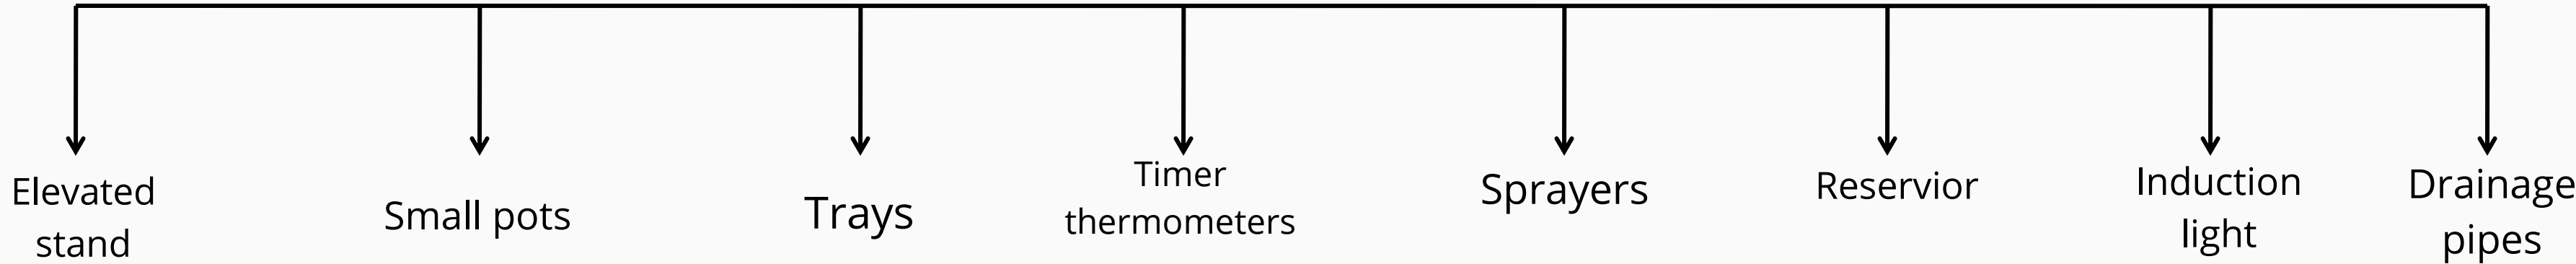 Elevated
stand
Small pots
Trays
Timer
thermometers
Sprayers
Reservior
Induction
light
Drainage
pipes